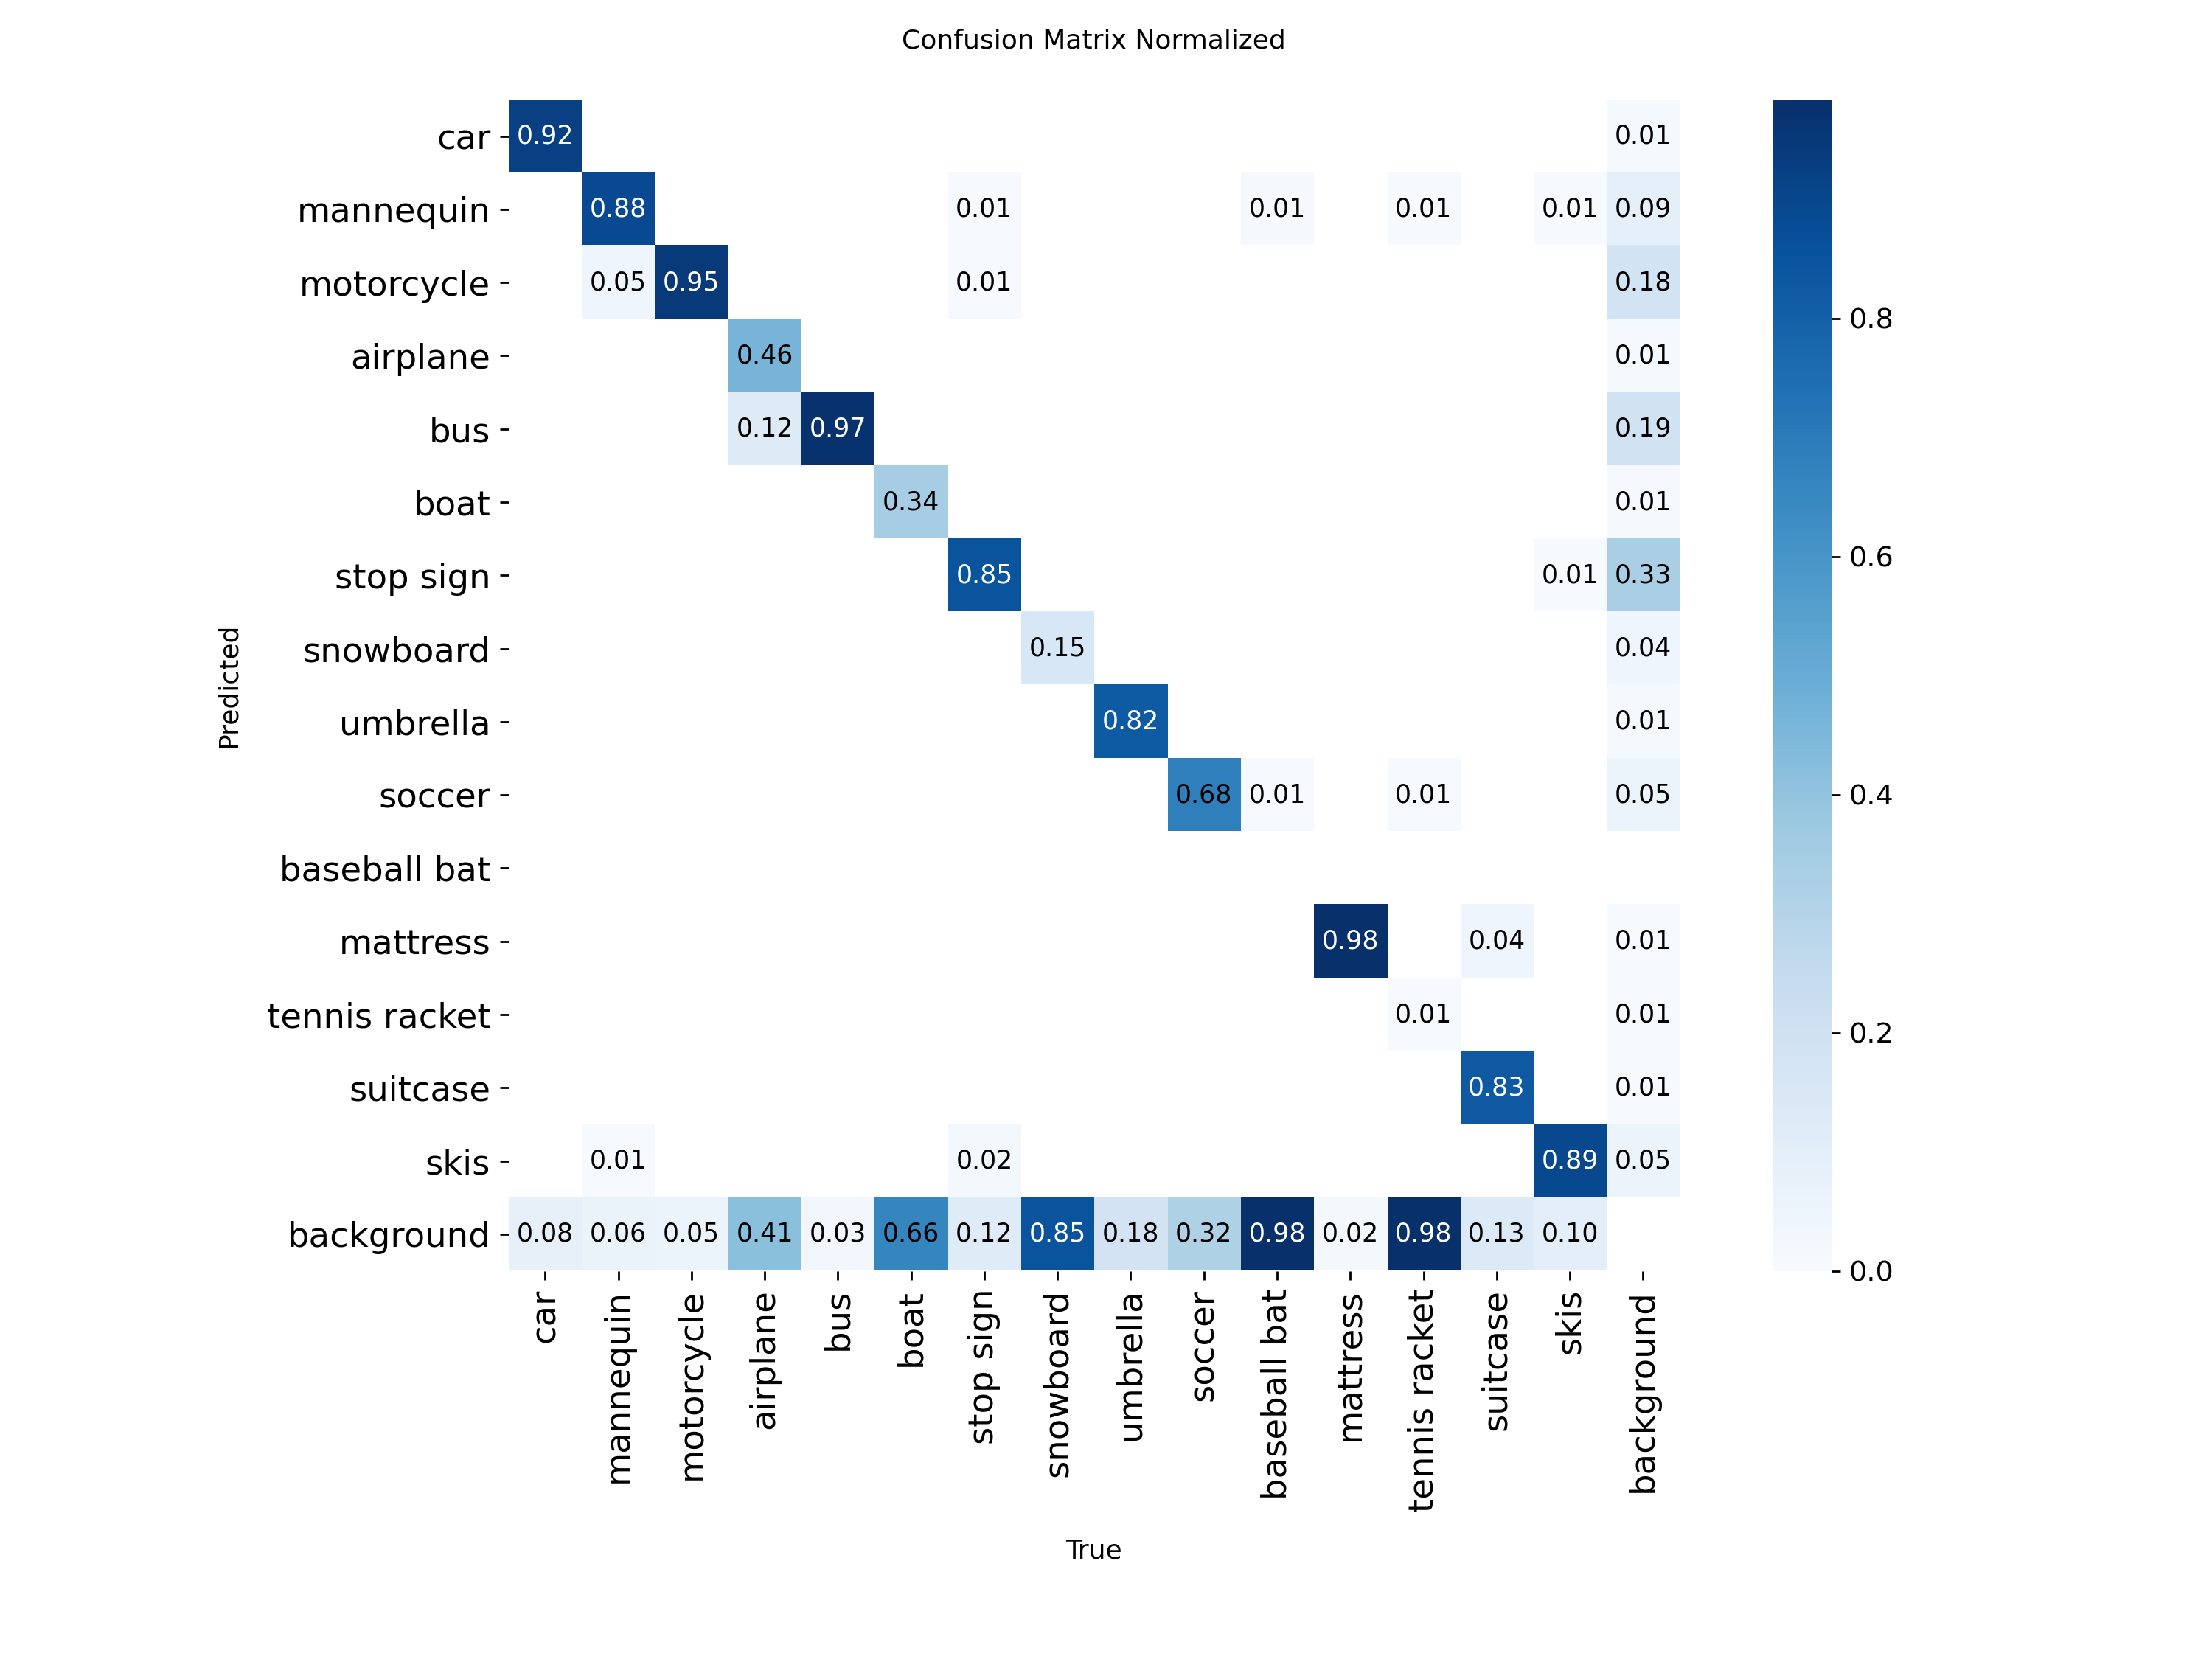 Confusion Matrix Normalized
car 0.92 0.01
mannequin 0.88 0.01 0.01 0.01 0.01 0.09
motorcycle 0.05 0.95 0.01 0.18
airplane 0.46 0.01
bus 0.12 0.97 0.19
boat 0.34 0.01
stop sign 0.85 0.01 0.33
snowboard 0.15 0.04
umbrella 0.82 0.01
soccer 0.68 0.01 0.01 0.05
baseball bat
mattress 0.98 0.04 0.01
tennis racket 0.01 0.01
suitcase 0.83 0.01
skis 0.01 0.02 0.89 0.05
background 0.08 0.06 0.05 0.41 0.03 0.66 0.12 0.85 0.18 0.32 0.98 0.02 0.98 0.13 0.10
Predicted
car
mannequin
motorcycle
airplane
bus
boat
stop sign
snowboard
umbrella
soccer
baseball bat
mattress
tennis racket
suitcase
skis
background
True
0.8
0.6
0.4
0.2
0.0